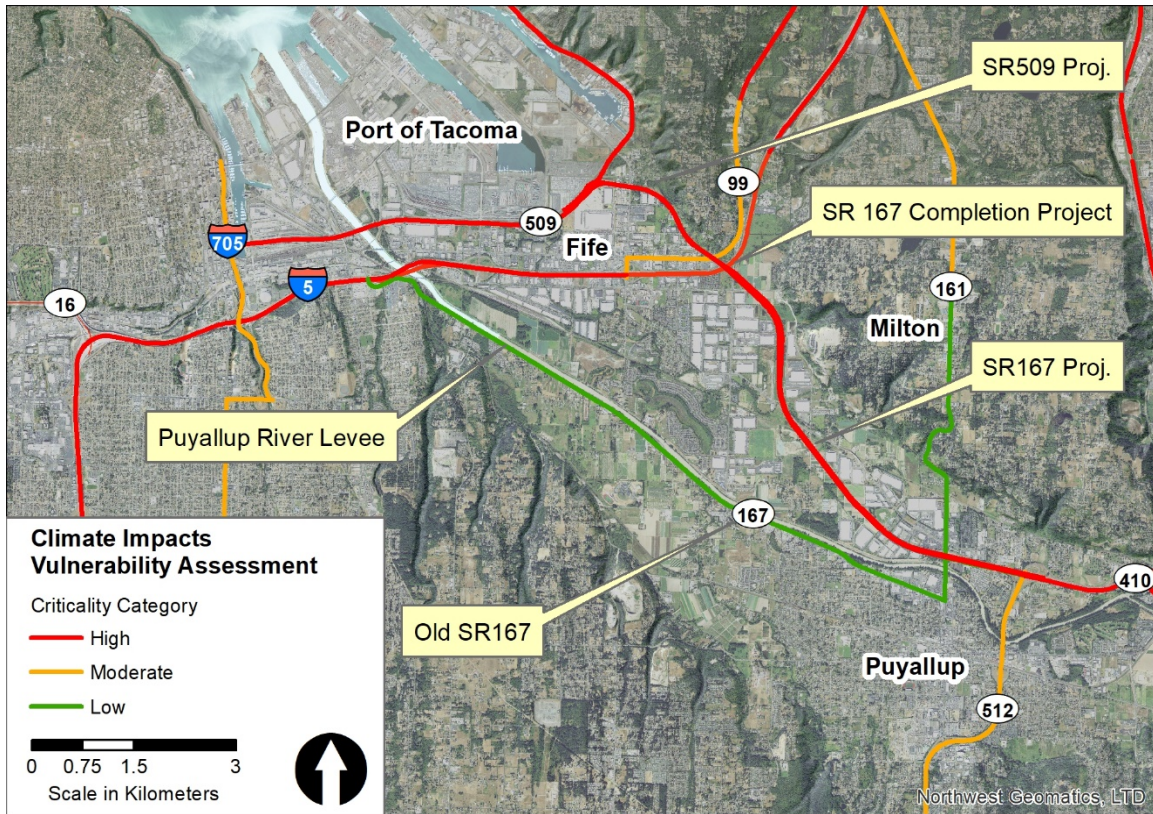 SR509 Proj.
Port of Tacoma
99
SR 167 Completion Project
509
705
Fife
5
16
161
Milton
SR167 Proj.
Puyallup River Levee
167
Climate Impacts
Vulnerability Assessment
Criticality Category
High
Moderate
Low
0 0.75 1.5 3
Scale in Kilometers
410
Old SR167
Puyallup
512
Northwest Geomatics, LTD